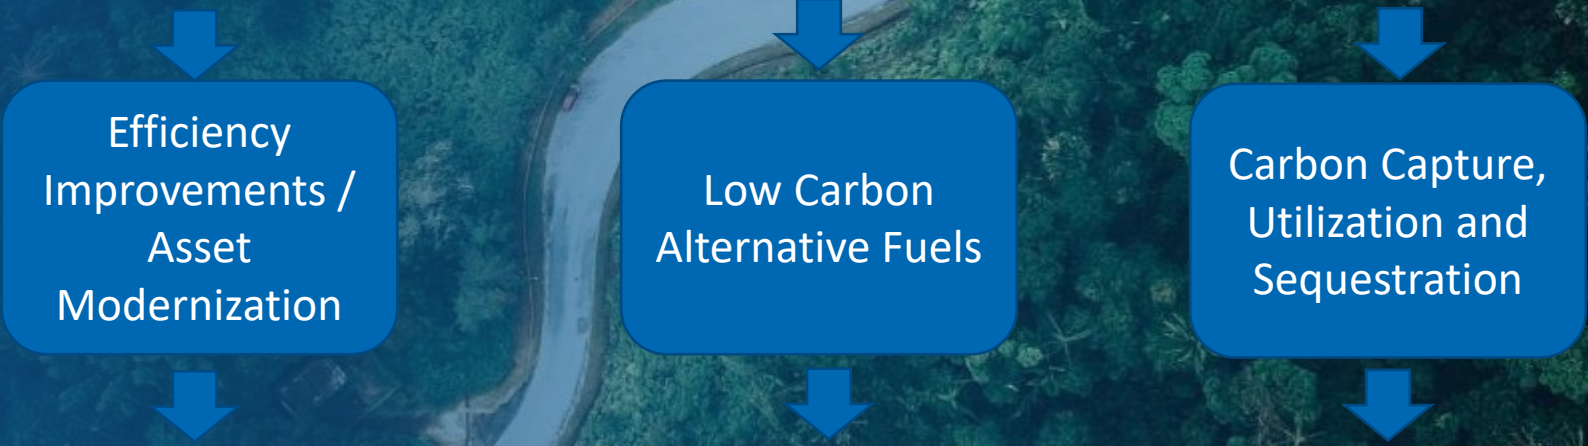 Efficiency
Improvements /
Asset
Modernization
Low Carbon
Alternative Fuels
Carbon Capture,
Utilization and
Sequestration